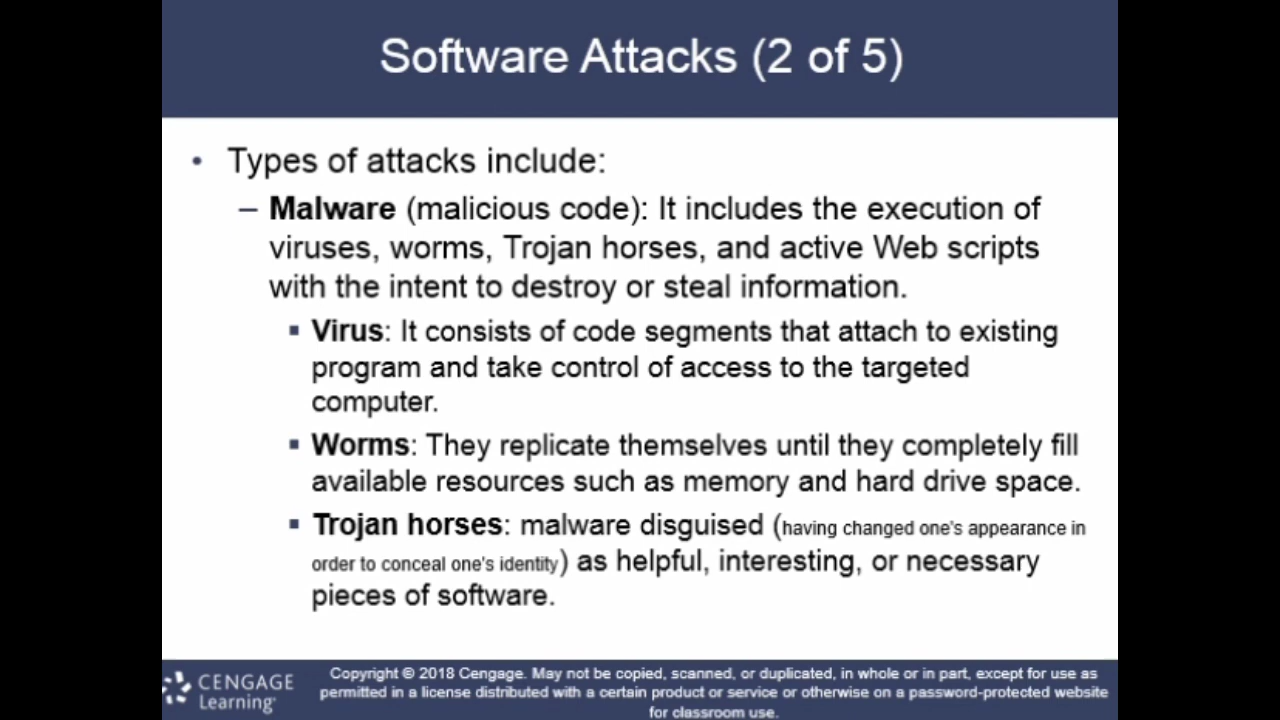 Software Attacks (2 of 5)
• Types of attacks include:
– Malware (malicious code): It includes the execution of
viruses, worms, Trojan horses, and active Web scripts
with the intent to destroy or steal information.
▪ Virus: It consists of code segments that attach to existing
program and take control of access to the targeted
computer.
▪ Worms: They replicate themselves until they completely fill
available resources such as memory and hard drive space.
▪ Trojan horses: malware disguised (having changed one's appearance in
order to conceal one's identity) as helpful, interesting, or necessary
pieces of software.
CENGAGE
Learning
Copyright © 2018 Cengage. May not be copied, scanned, or duplicated, in whole or in part, except for use as
permitted in a license distributed with a certain product or service or otherwise on a password-protected website
for classroom use.